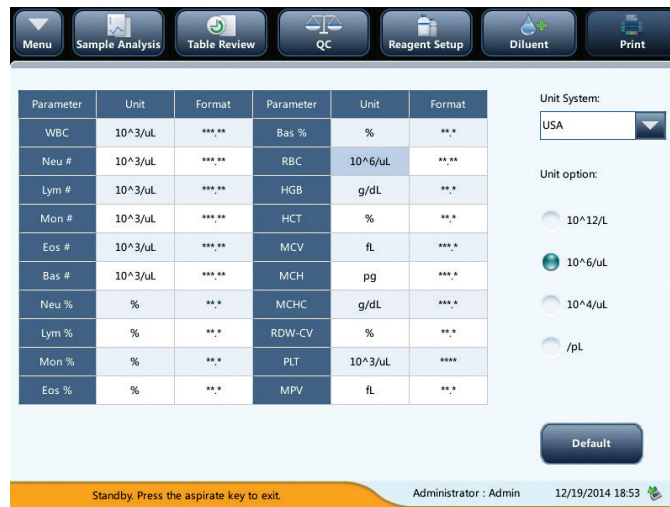 Menu Sample Analysis Table Review QC Reagent Setup Diluent Print
Parameter Unit Format Parameter Unit Format
WBC 10^3/uL ***.** Bas % % **.*
Neu # 10^3/uL ***.** RBC 10^6/uL **.**
Lym # 10^3/uL ***.** HGB g/dL **.*
Mon # 10^3/uL ***.** HCT % **.*
Eos # 10^3/uL ***.** MCV fL ***.*
Bas # 10^3/uL ***.** MCH pg ***.*
Neu % % **.* MCHC g/dL ***.*
Lym % % **.* RDW-CV % **.*
Mon % % **.* PLT 10^3/uL ****
Eos % % **.* MPV fL **.*
Unit System:
USA
Unit option:
10^12/L
10^6/uL
10^4/uL
/pL
Default
Standby. Press the aspirate key to exit. Administrator : Admin 12/19/2014 18:53